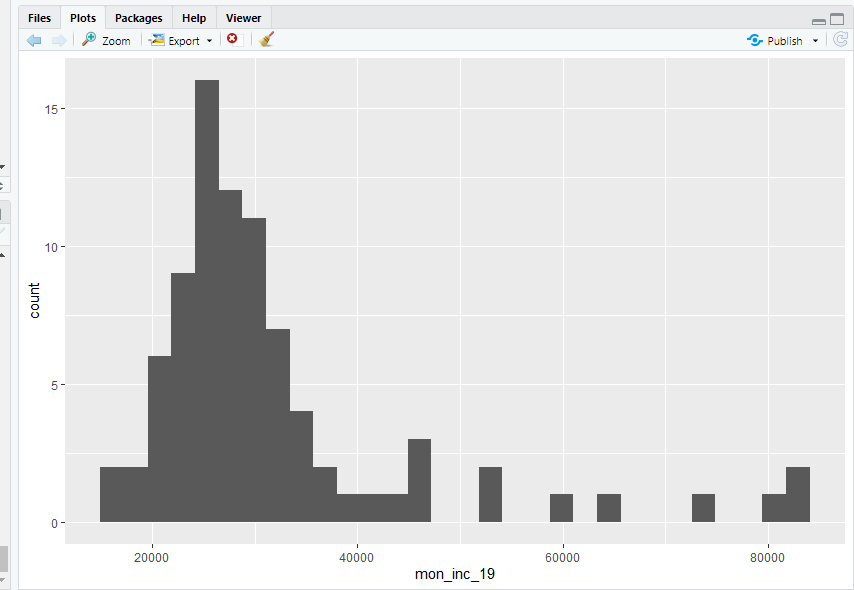 Files Plots Packages Help Viewer
Zoom Export Publish
15
10
5
0
count
20000 40000 60000 80000
mon_inc_19